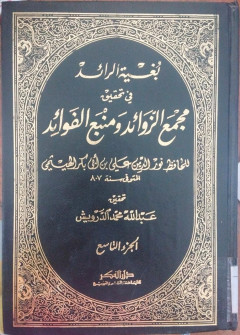 بغية الرائد
في تحقيق
مجمع الزوائد ومنبع الفوائد
للحافظ نور الدين علي بن أبي بكر الهيثمي
المتوفى سنة ٨٠٧
تحقيق
عبدالله محمد الدرويش
الجزء التاسع
دار الفكر